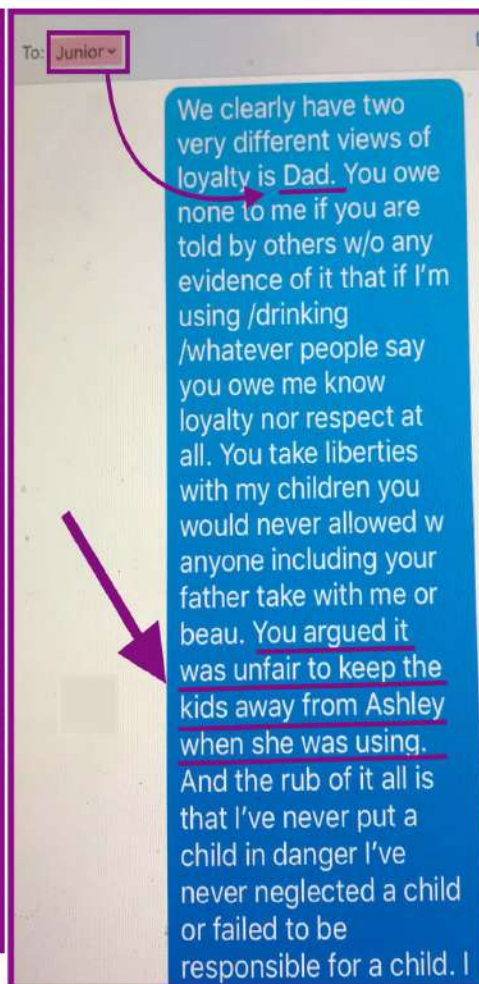 To: Junior
We clearly have two
very different views of
loyalty is Dad. You owe
none to me if you are
told by others w/o any
evidence of it that if I'm
using /drinking
/whatever people say
you owe me know
loyalty nor respect at
all. You take liberties
with my children you
would never allowed w
anyone including your
father take with me or
beau. You argued it
was unfair to keep the
kids away from Ashley
when she was using.
And the rub of it all is
that I've never put a
child in danger I've
never neglected a child
or failed to be
responsible for a child. I